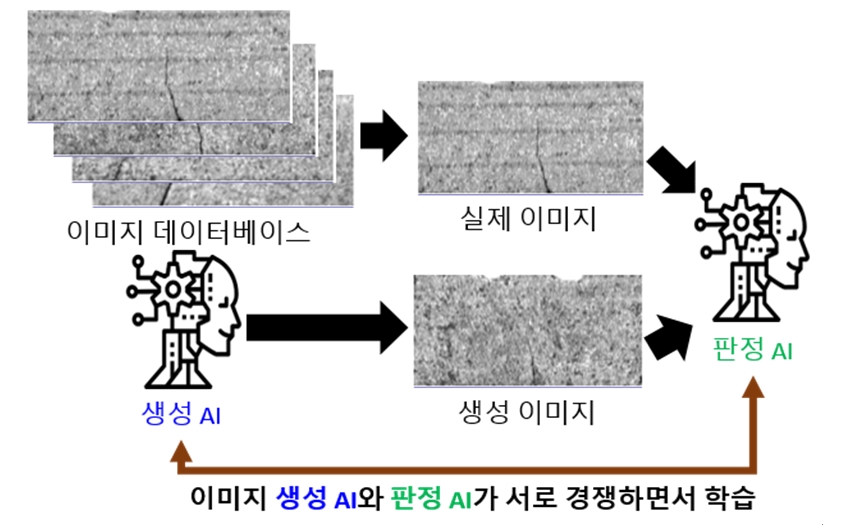 이미지 데이터베이스
실제 이미지
생성 AI
생성 이미지
판정 AI
이미지 생성 AI와 판정 AI가 서로 경쟁하면서 학습